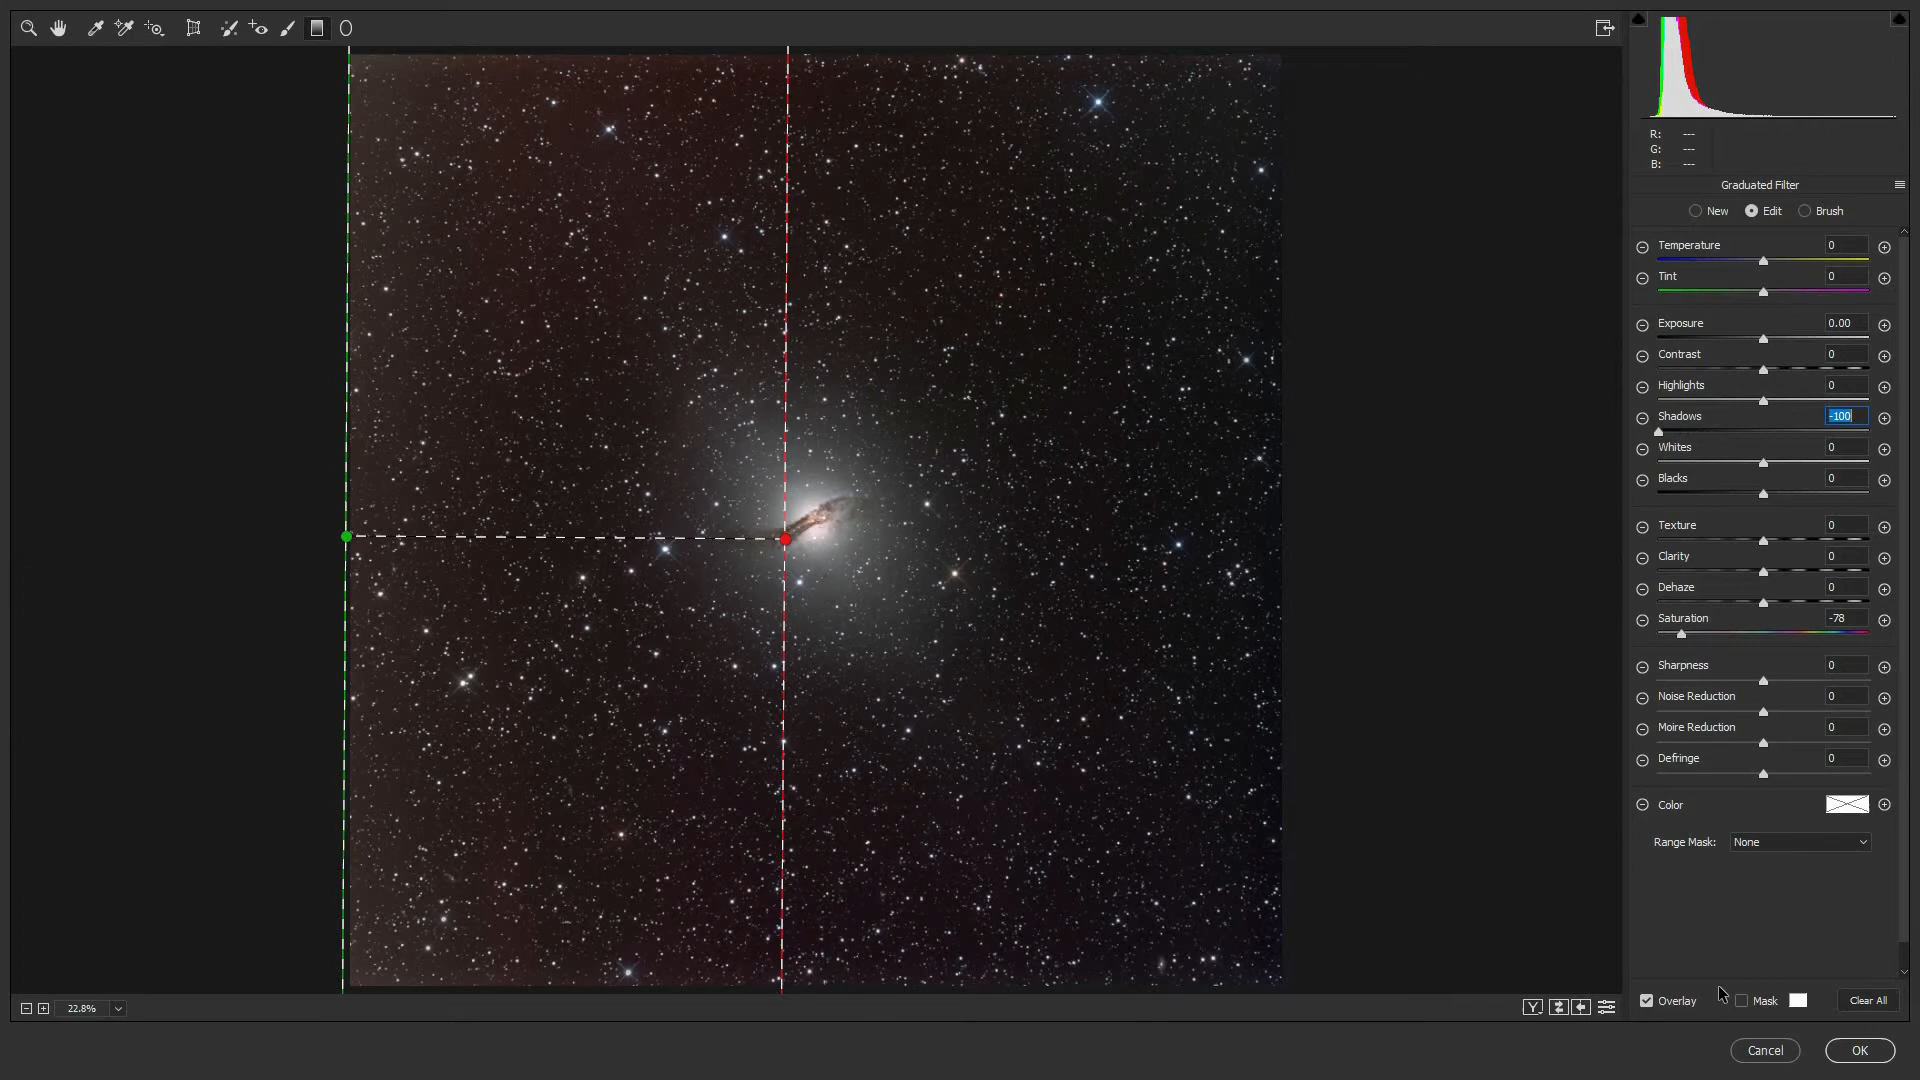 R: ---
G: ---
B: ---
Graduated Filter
New Edit Brush
Temperature 0
Tint 0
Exposure 0.00
Contrast 0
Highlights 0
Shadows -100
Whites 0
Blacks 0
Texture 0
Clarity 0
Dehaze 0
Saturation -78
Sharpness 0
Noise Reduction 0
Moire Reduction 0
Defringe 0
Color
Range Mask: None
22.8%
Y
Overlay Mask Clear All
Cancel OK